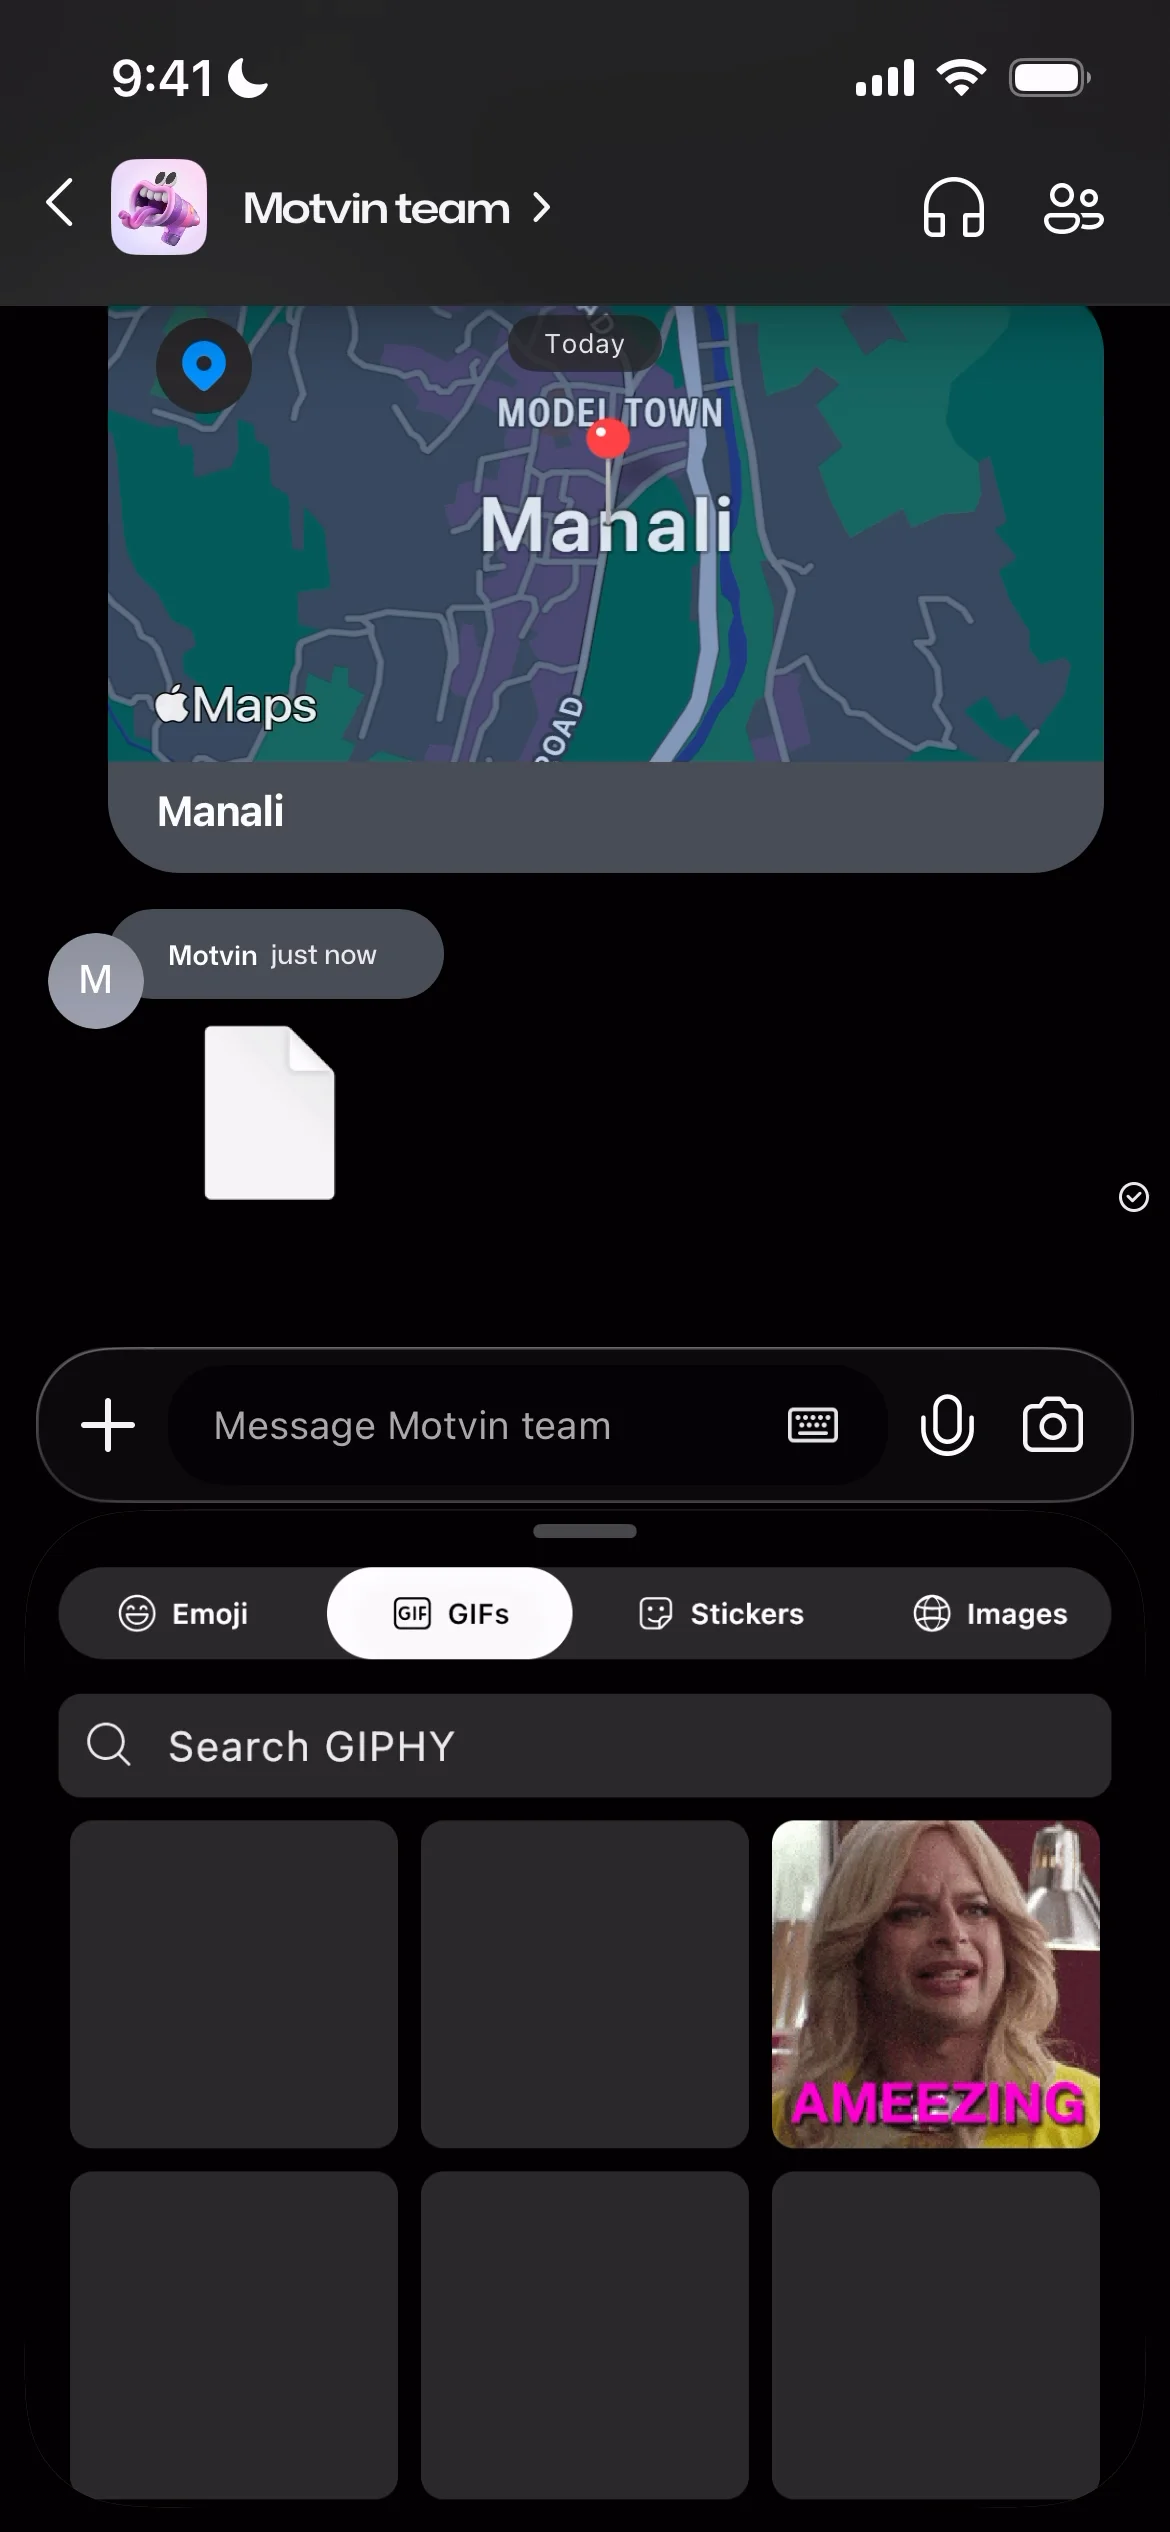 9:41
Motvin team
Today
MODEL TOWN
Manali
Maps
ROAD
Manali
M
Motvin just now
Message Motvin team
Emoji
GIF GIFs
Stickers
Images
Search GIPHY
AMEEZING